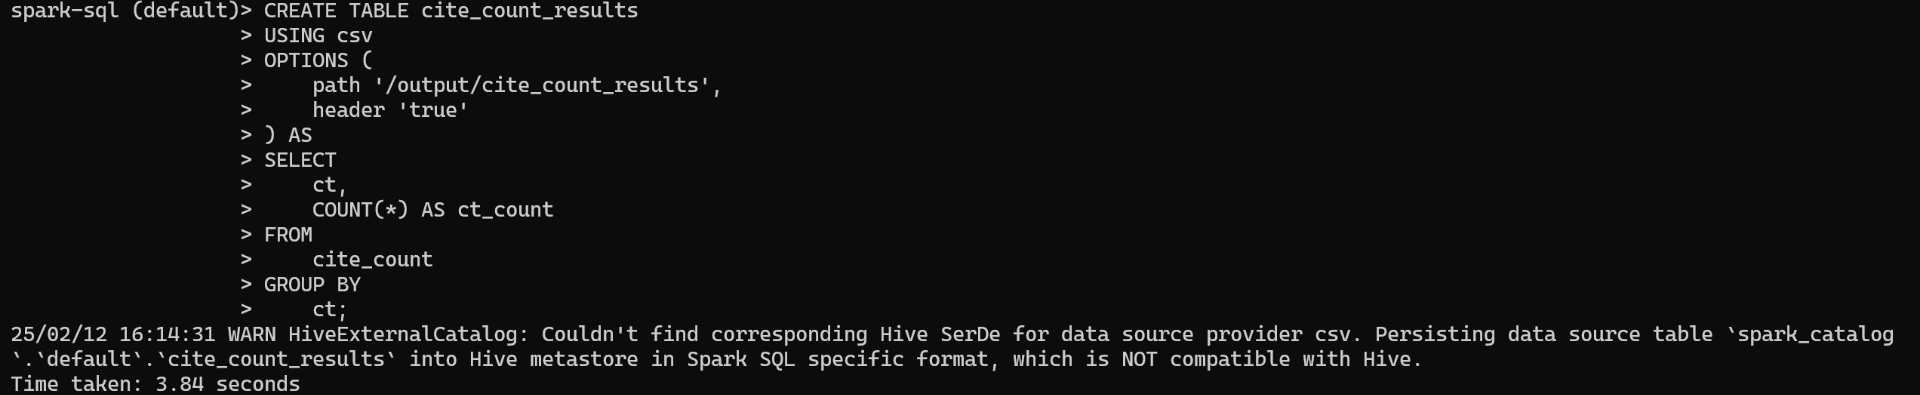 spark-sql (default)> CREATE TABLE cite_count_results
                   > USING csv
                   > OPTIONS (
                   >     path '/output/cite_count_results',
                   >     header 'true'
                   > ) AS
                   > SELECT
                   >     ct,
                   >     COUNT(*) AS ct_count
                   > FROM
                   >     cite_count
                   > GROUP BY
                   >     ct;
25/02/12 16:14:31 WARN HiveExternalCatalog: Couldn't find corresponding Hive SerDe for data source provider csv. Persisting data source table `spark_catalog
`.`default`.`cite_count_results` into Hive metastore in Spark SQL specific format, which is NOT compatible with Hive.
Time taken: 3.84 seconds